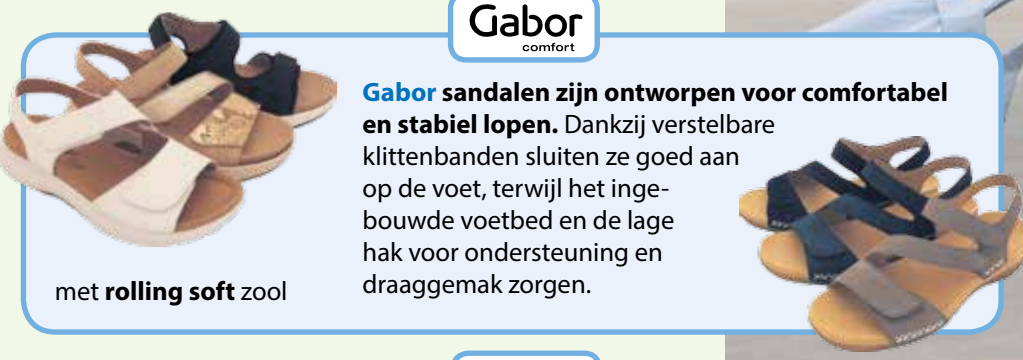 Gabor
comfort
Gabor sandalen zijn ontworpen voor comfortabel
en stabiel lopen. Dankzij verstelbare
klittenbanden sluiten ze goed aan
op de voet, terwijl het inge-
bouwde voetbed en de lage
hak voor ondersteuning en
draaggemak zorgen.
met rolling soft zool